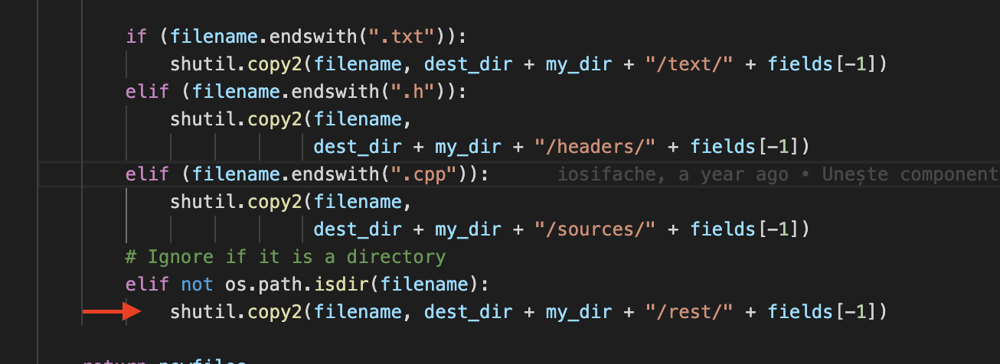 if (filename.endswith(".txt")):
shutil.copy2(filename, dest_dir + my_dir + "/text/" + fields[-1])
elif (filename.endswith(".h")):
shutil.copy2(filename,
dest_dir + my_dir + "/headers/" + fields[-1])
elif (filename.endswith(".cpp")): iosifache, a year ago • Unește component
shutil.copy2(filename,
dest_dir + my_dir + "/sources/" + fields[-1])
# Ignore if it is a directory
elif not os.path.isdir(filename):
shutil.copy2(filename, dest_dir + my_dir + "/rest/" + fields[-1])